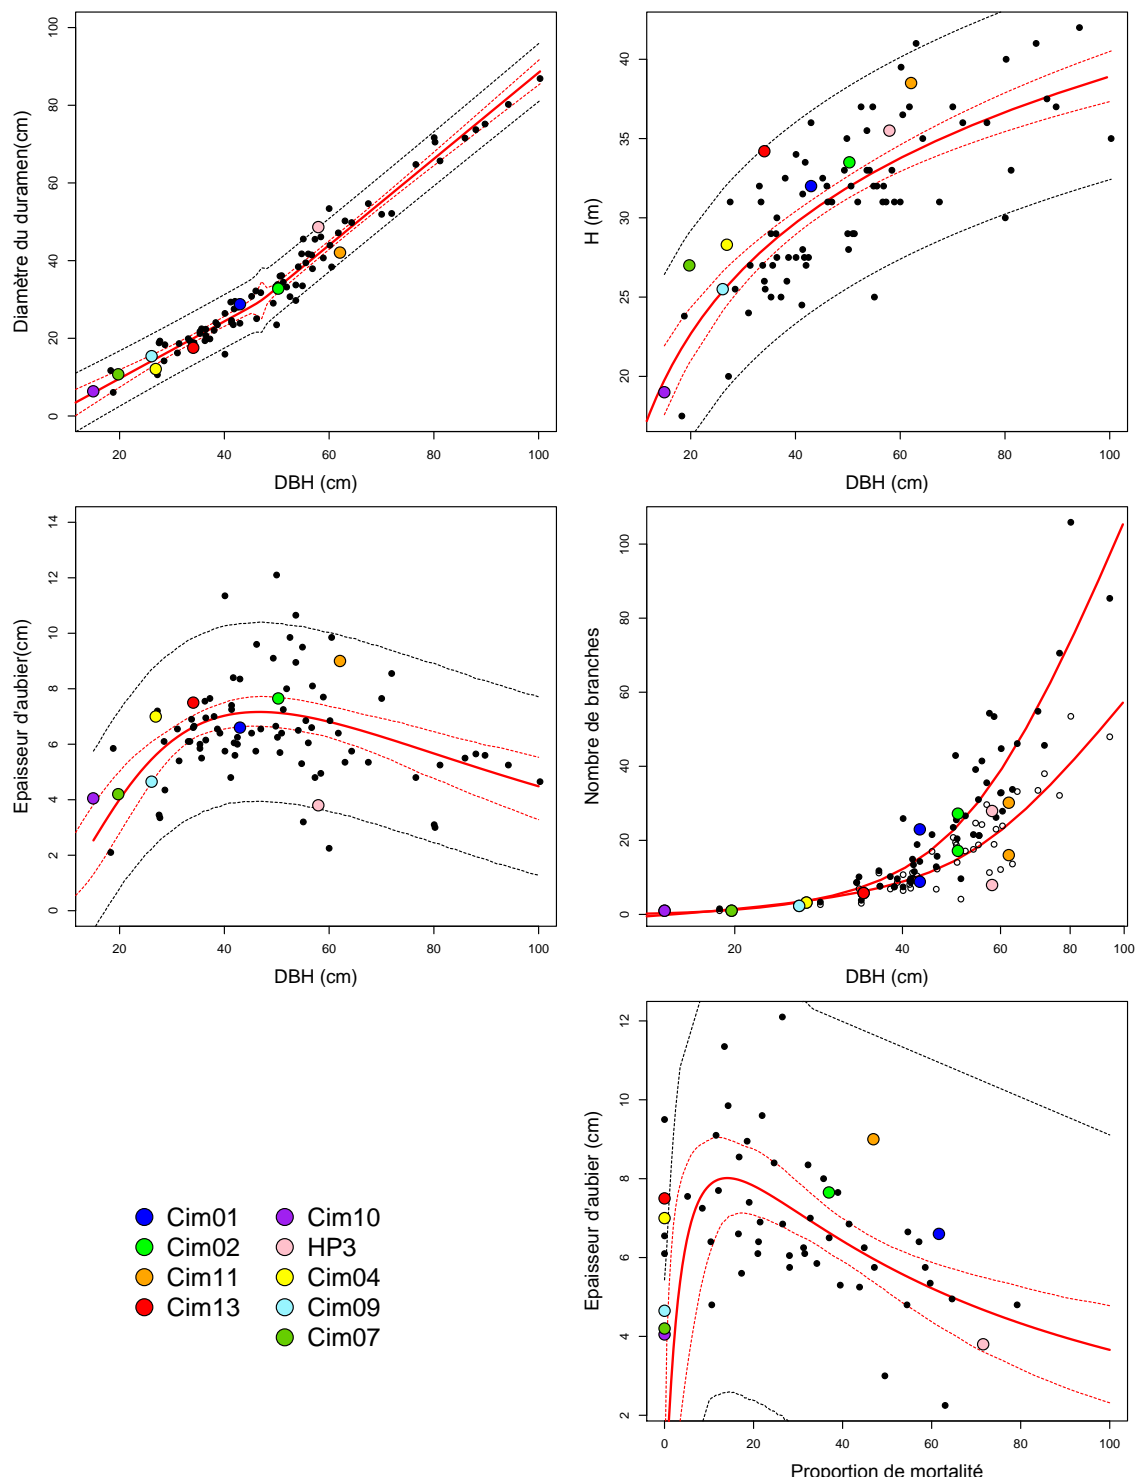 Diamètre du duramen(cm)
0 20 40 60 80 100
20 40 60 80 100
DBH (cm)
H (m)
20 25 30 35 40
20 40 60 80 100
DBH (cm)
Epaisseur d'aubier(cm)
0 2 4 6 8 10 12 14
20 40 60 80 100
DBH (cm)
Nombre de branches
0 20 40 60 80 100
20 40 60 80 100
DBH (cm)
Cim01
Cim02
Cim11
Cim13
Cim10
HP3
Cim04
Cim09
Cim07
Epaisseur d'aubier (cm)
2 4 6 8 10 12
0 20 40 60 80 100
Proportion de mortalité